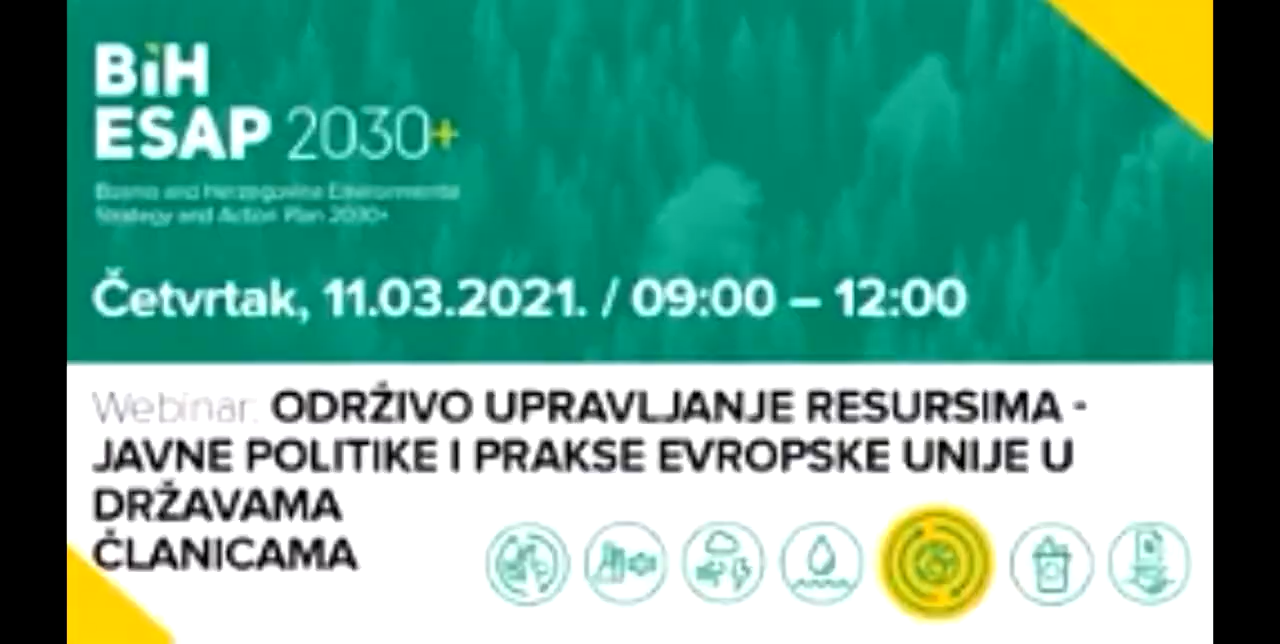 BiH
ESAP 2030+
Bosnia and Herzegovina Environmental
Strategy and Action Plan 2030+
Četvrtak, 11.03.2021. / 09:00 – 12:00
Webinar: ODRŽIVO UPRAVLJANJE RESURSIMA -
JAVNE POLITIKE I PRAKSE EVROPSKE UNIJE U
DRŽAVAMA
ČLANICAMA